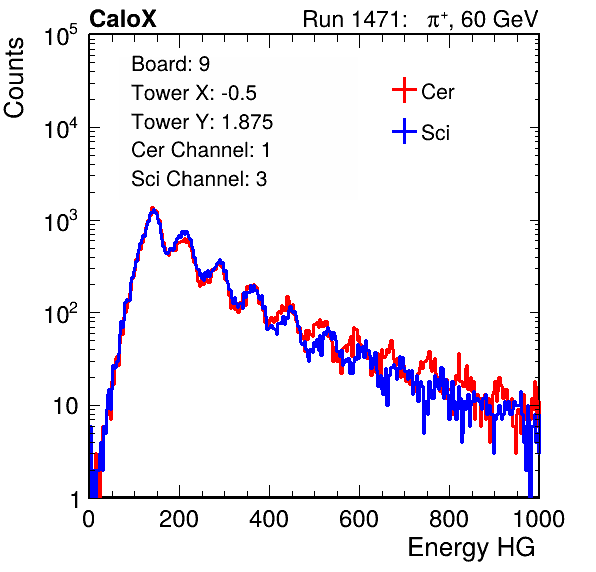 CaloX Run 1471: π⁺, 60 GeV
Counts
Board: 9
Tower X: -0.5
Tower Y: 1.875
Cer Channel: 1
Sci Channel: 3
Cer
Sci
10⁵
10⁴
10³
10²
10
1
0 200 400 600 800 1000
Energy HG